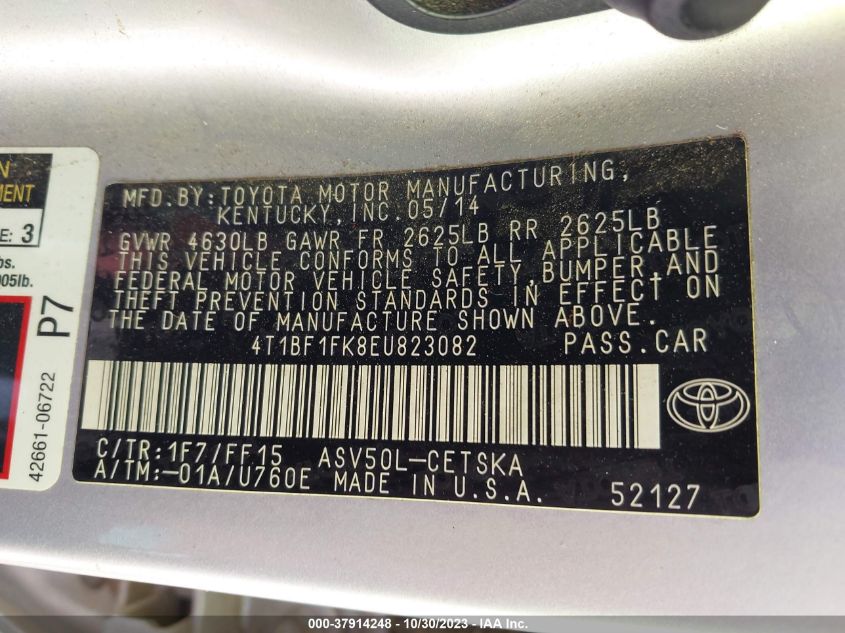 MFD.BY:TOYOTA MOTOR MANUFACTURING,
KENTUCKY,INC.05/14
GVWR 4630LB GAWR FR 2625LB RR 2625LB
THIS VEHICLE CONFORMS TO ALL APPLICABLE
FEDERAL MOTOR VEHICLE SAFETY,BUMPER,AND
THEFT PREVENTION STANDARDS IN EFFECT ON
THE DATE OF MANUFACTURE SHOWN ABOVE.
4T1BF1FK8EU823082 PASS.CAR
C/TR:1F7/FF15 ASV50L-CETSKA
A/TM:-01A/U760E MADE IN U.S.A. 52127
E: 3
P7
42661-06722
000-37914248 - 10/30/2023 - IAA Inc.